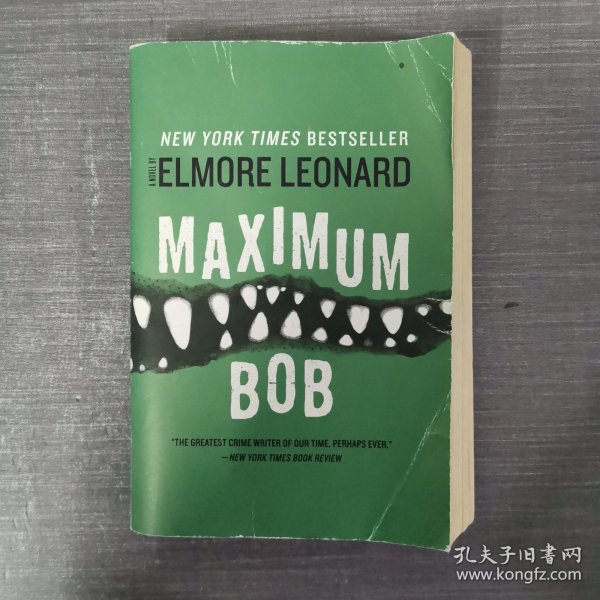 NEW YORK TIMES BESTSELLER
A NOVEL BY
ELMORE LEONARD
MAXIMUM
BOB
"THE GREATEST CRIME WRITER OF OUR TIME, PERHAPS EVER."
—NEW YORK TIMES BOOK REVIEW
孔夫子旧书网
www.kongfz.com